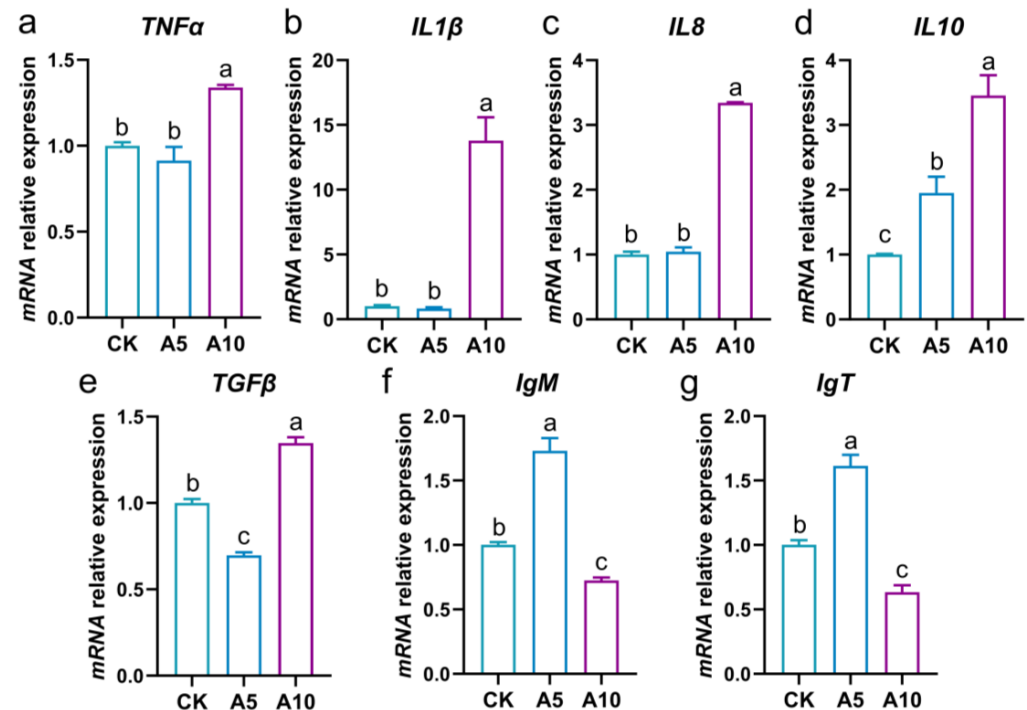 a TNFα
mRNA relative expression
1.5
1.0
0.5
0.0
b b a
CK A5 A10
b IL1β
mRNA relative expression
20
15
10
5
0
b b a
CK A5 A10
c IL8
mRNA relative expression
4
3
2
1
0
b b a
CK A5 A10
d IL10
mRNA relative expression
4
3
2
1
0
c b a
CK A5 A10
e TGFβ
mRNA relative expression
1.5
1.0
0.5
0.0
b c a
CK A5 A10
f IgM
mRNA relative expression
2.0
1.5
1.0
0.5
0.0
b a c
CK A5 A10
g IgT
mRNA relative expression
2.0
1.5
1.0
0.5
0.0
b a c
CK A5 A10